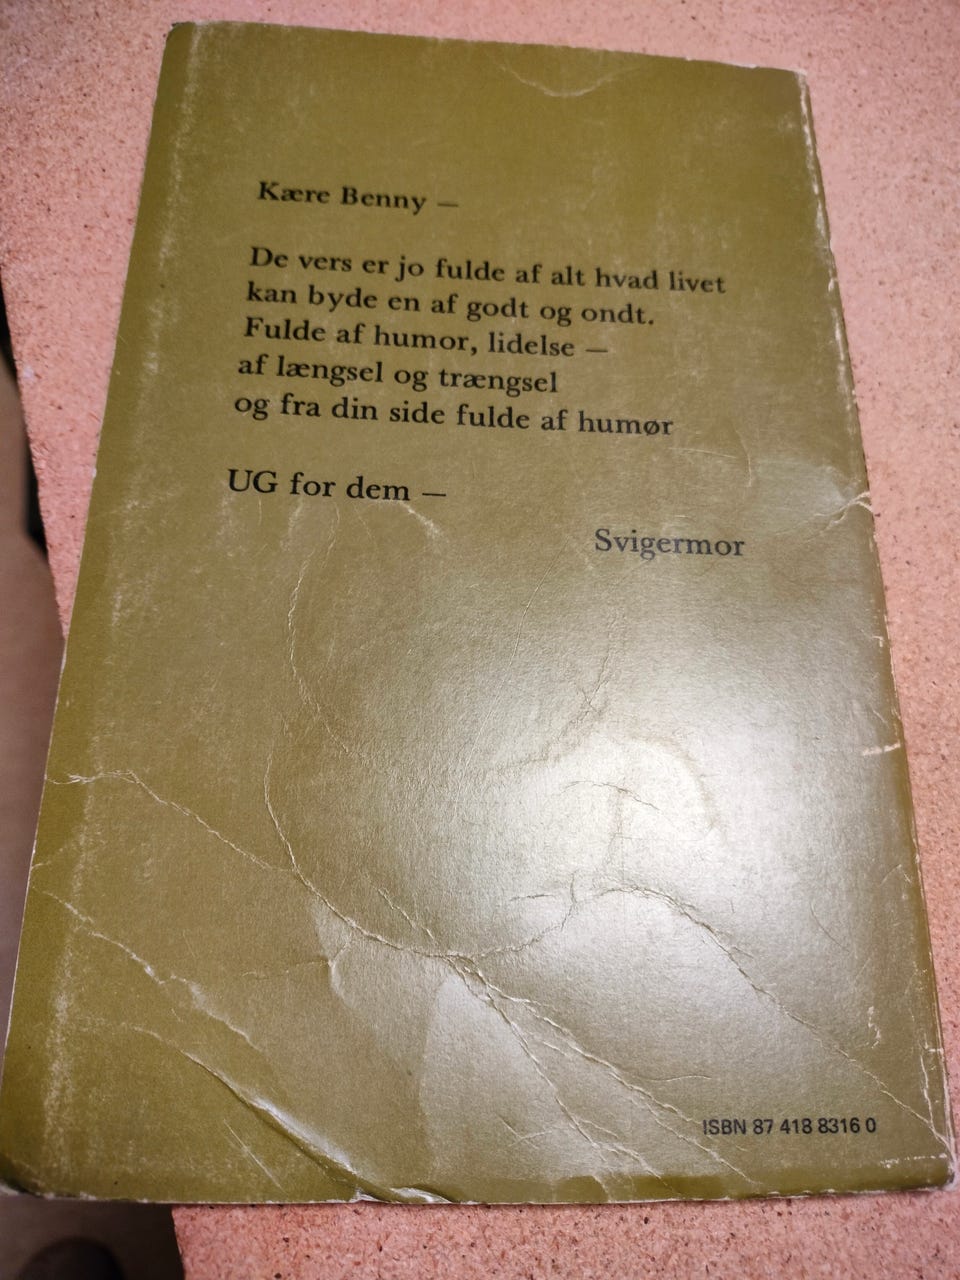 Kære Benny —
De vers er jo fulde af alt hvad livet
kan byde en af godt og ondt.
Fulde af humor, lidelse —
af længsel og trængsel
og fra din side fulde af humør
UG for dem —
Svigermor
ISBN 87 418 8316 0